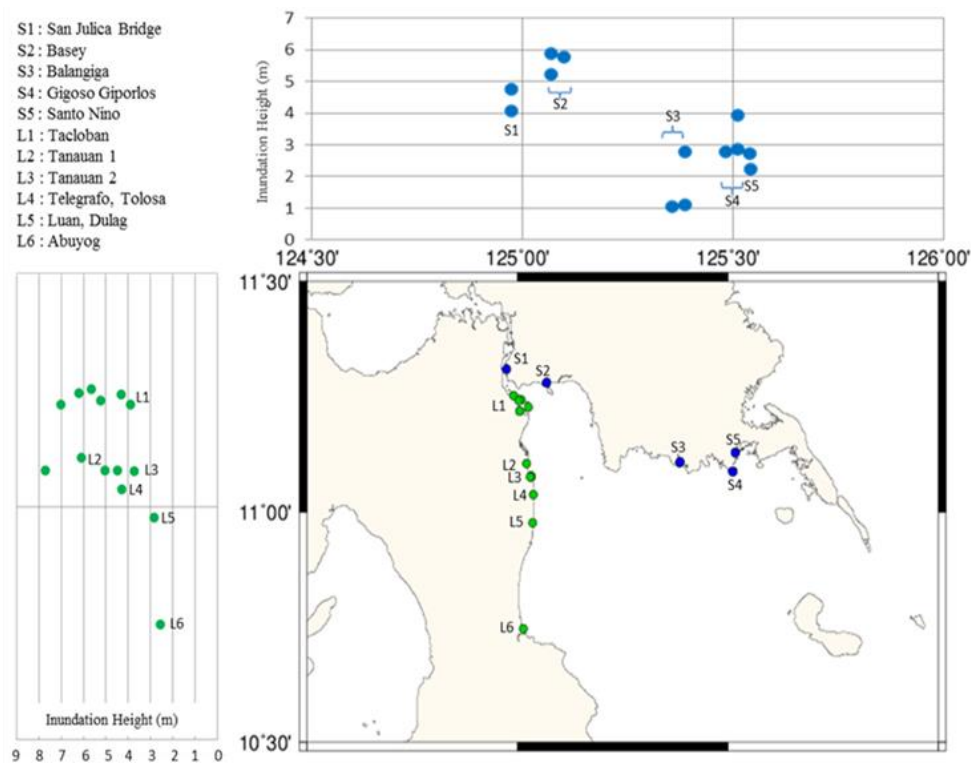 S1 : San Julica Bridge
S2 : Basey
S3 : Balangiga
S4 : Gigoso Giporlos
S5 : Santo Nino
L1 : Tacloban
L2 : Tanauan 1
L3 : Tanauan 2
L4 : Telegrafo, Tolosa
L5 : Luan, Dulag
L6 : Abuyog
Inundation Height (m)
7
6
5
4
3
2
1
0
S1
S2
S3
S4
S5
124˚30' 125˚00' 125˚30' 126˚00'
11˚30'
11˚00'
10˚30'
S1
S2
L1
L2
L3
L4
L5
L6
S3
S4
S5
L1
L2
L3
L4
L5
L6
Inundation Height (m)
9 8 7 6 5 4 3 2 1 0